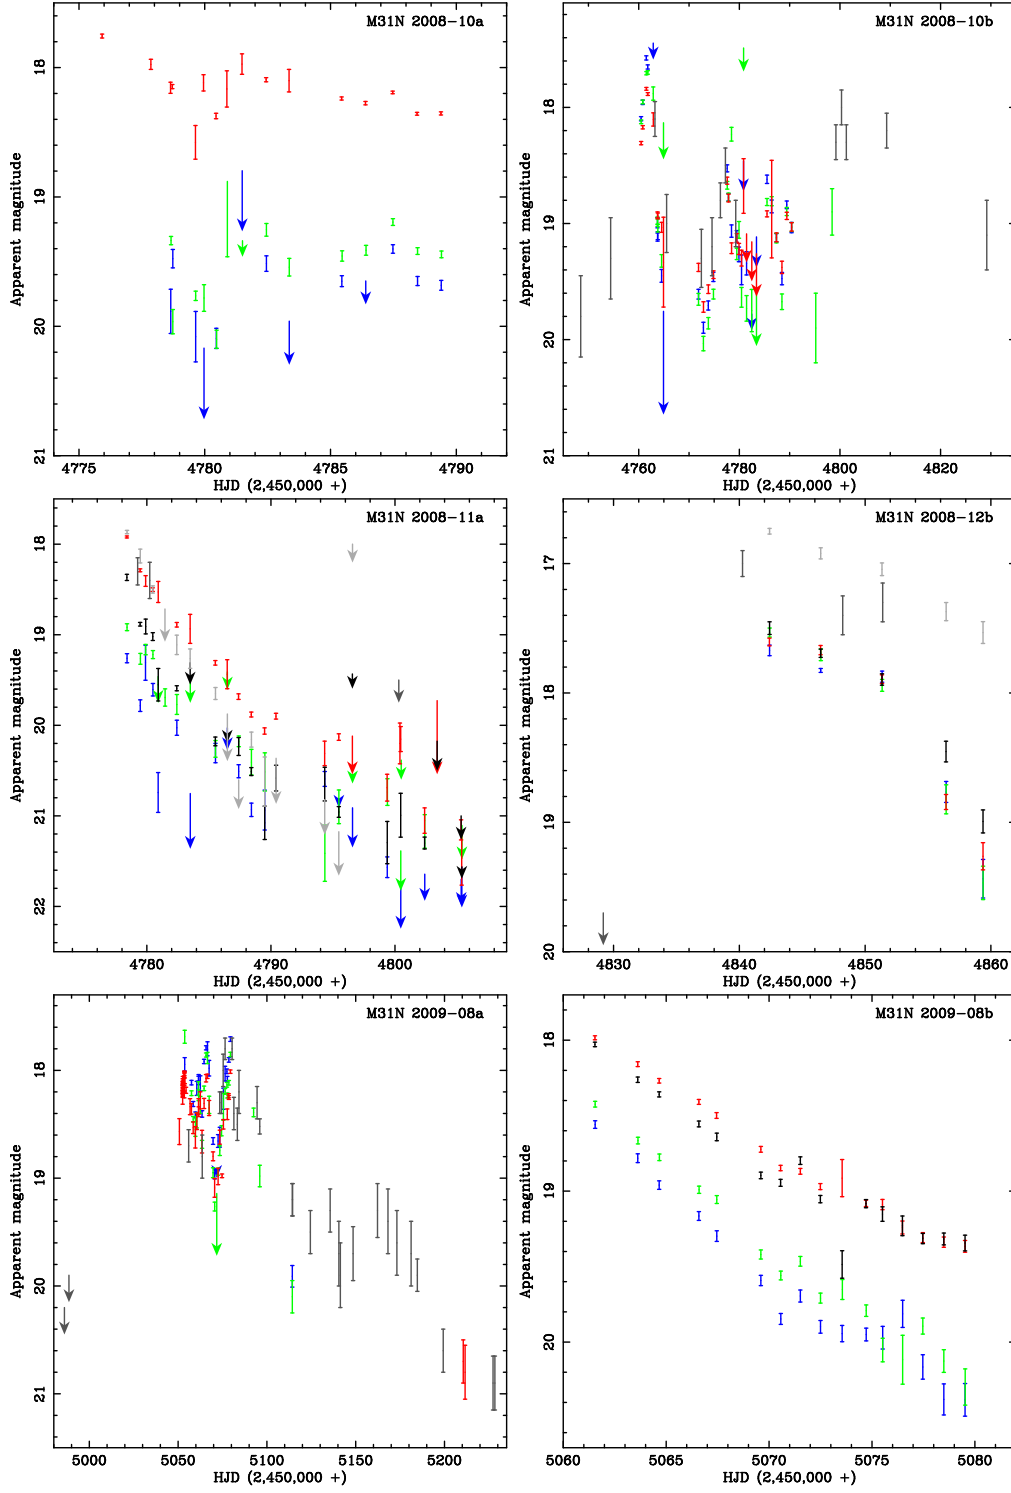 M31N 2008-10a
Apparent magnitude
18
19
20
21
4775 4780 4785 4790
HJD (2,450,000 +)
M31N 2008-10b
Apparent magnitude
18
19
20
21
4760 4780 4800 4820
HJD (2,450,000 +)
M31N 2008-11a
Apparent magnitude
18
19
20
21
22
4780 4790 4800
HJD (2,450,000 +)
M31N 2008-12b
Apparent magnitude
17
18
19
20
4830 4840 4850 4860
HJD (2,450,000 +)
M31N 2009-08a
Apparent magnitude
18
19
20
21
5000 5050 5100 5150 5200
HJD (2,450,000 +)
M31N 2009-08b
Apparent magnitude
18
19
20
5060 5065 5070 5075 5080
HJD (2,450,000 +)